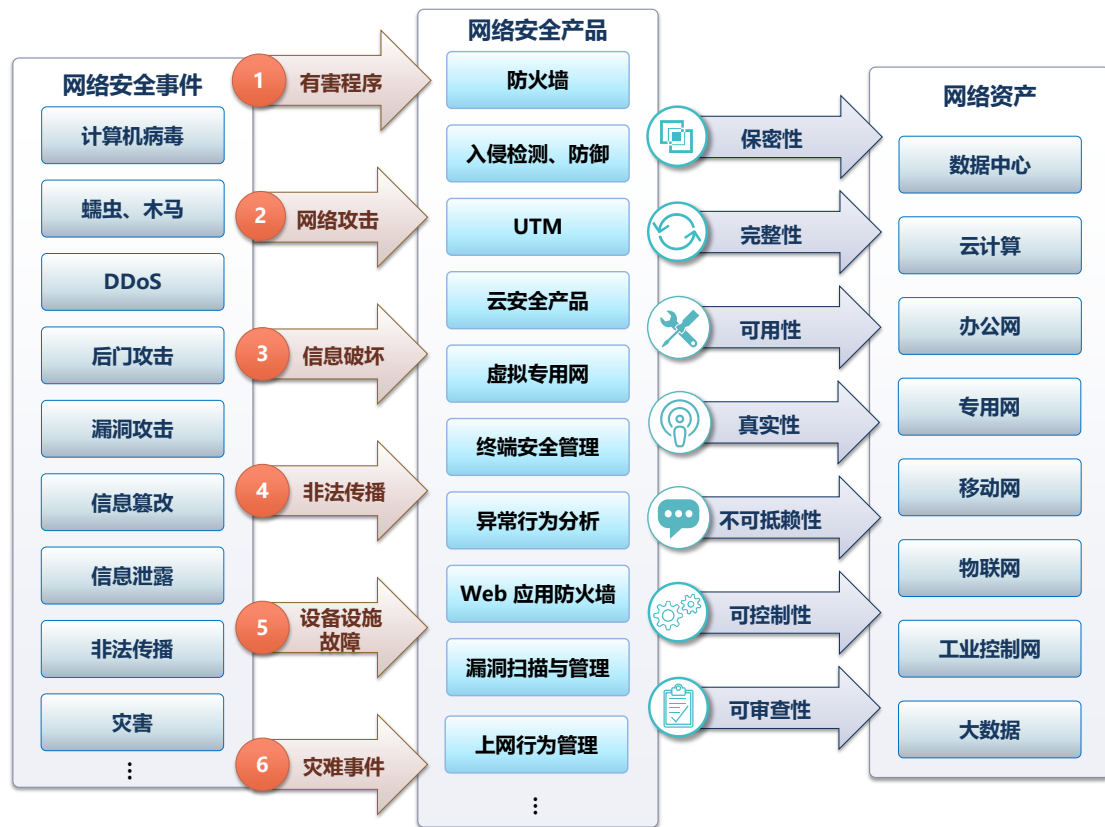 网络安全事件
计算机病毒
蠕虫、木马
DDoS
后门攻击
漏洞攻击
信息篡改
信息泄露
非法传播
灾害
⋮
1
有害程序
2
网络攻击
3
信息破坏
4
非法传播
5
设备设施
故障
6
灾难事件
网络安全产品
防火墙
入侵检测、防御
UTM
云安全产品
虚拟专用网
终端安全管理
异常行为分析
Web 应用防火墙
漏洞扫描与管理
上网行为管理
⋮
保密性
完整性
可用性
真实性
不可抵赖性
可控制性
可审查性
网络资产
数据中心
云计算
办公网
专用网
移动网
物联网
工业控制网
大数据